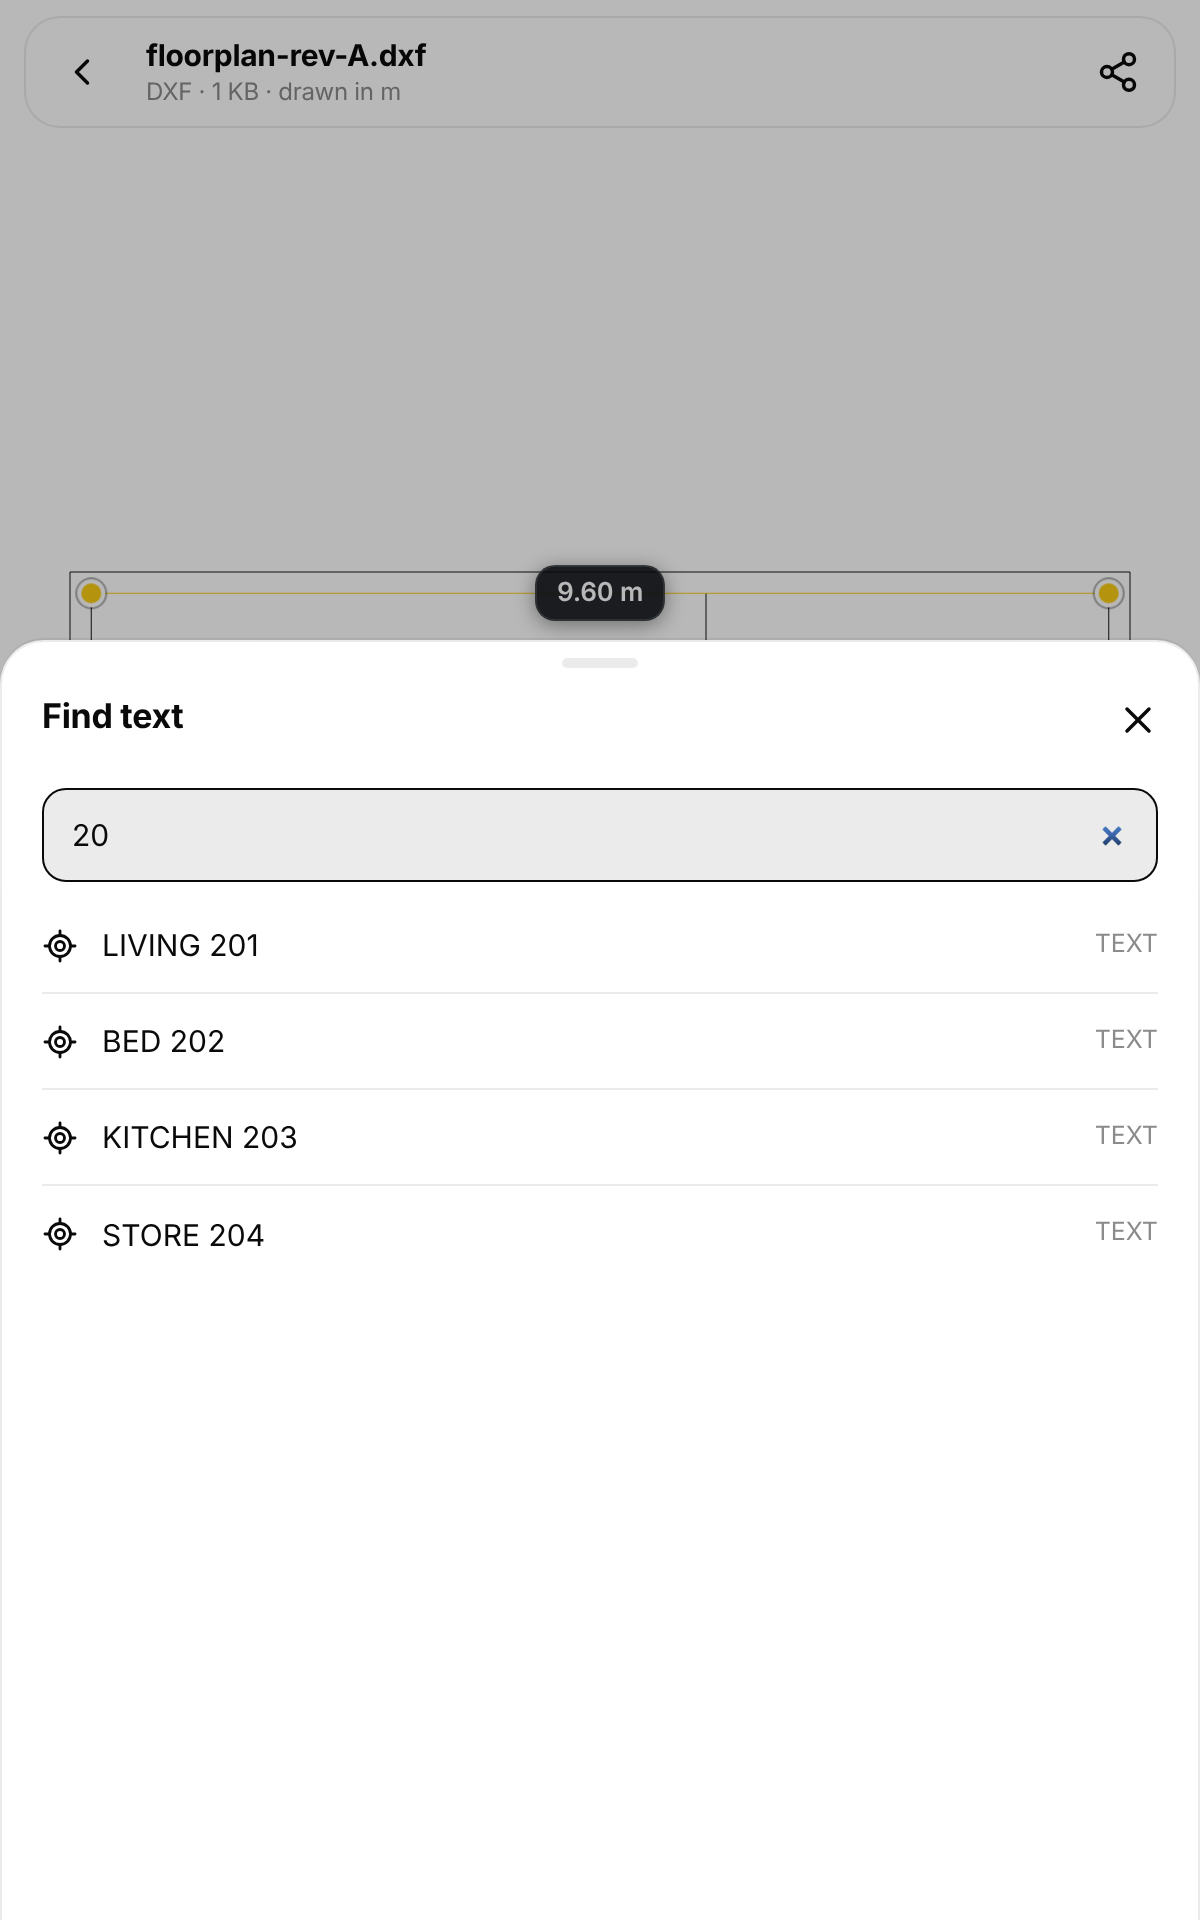 floorplan-rev-A.dxf
DXF · 1 KB · drawn in m
9.60 m
Find text
20
LIVING 201 TEXT
BED 202 TEXT
KITCHEN 203 TEXT
STORE 204 TEXT